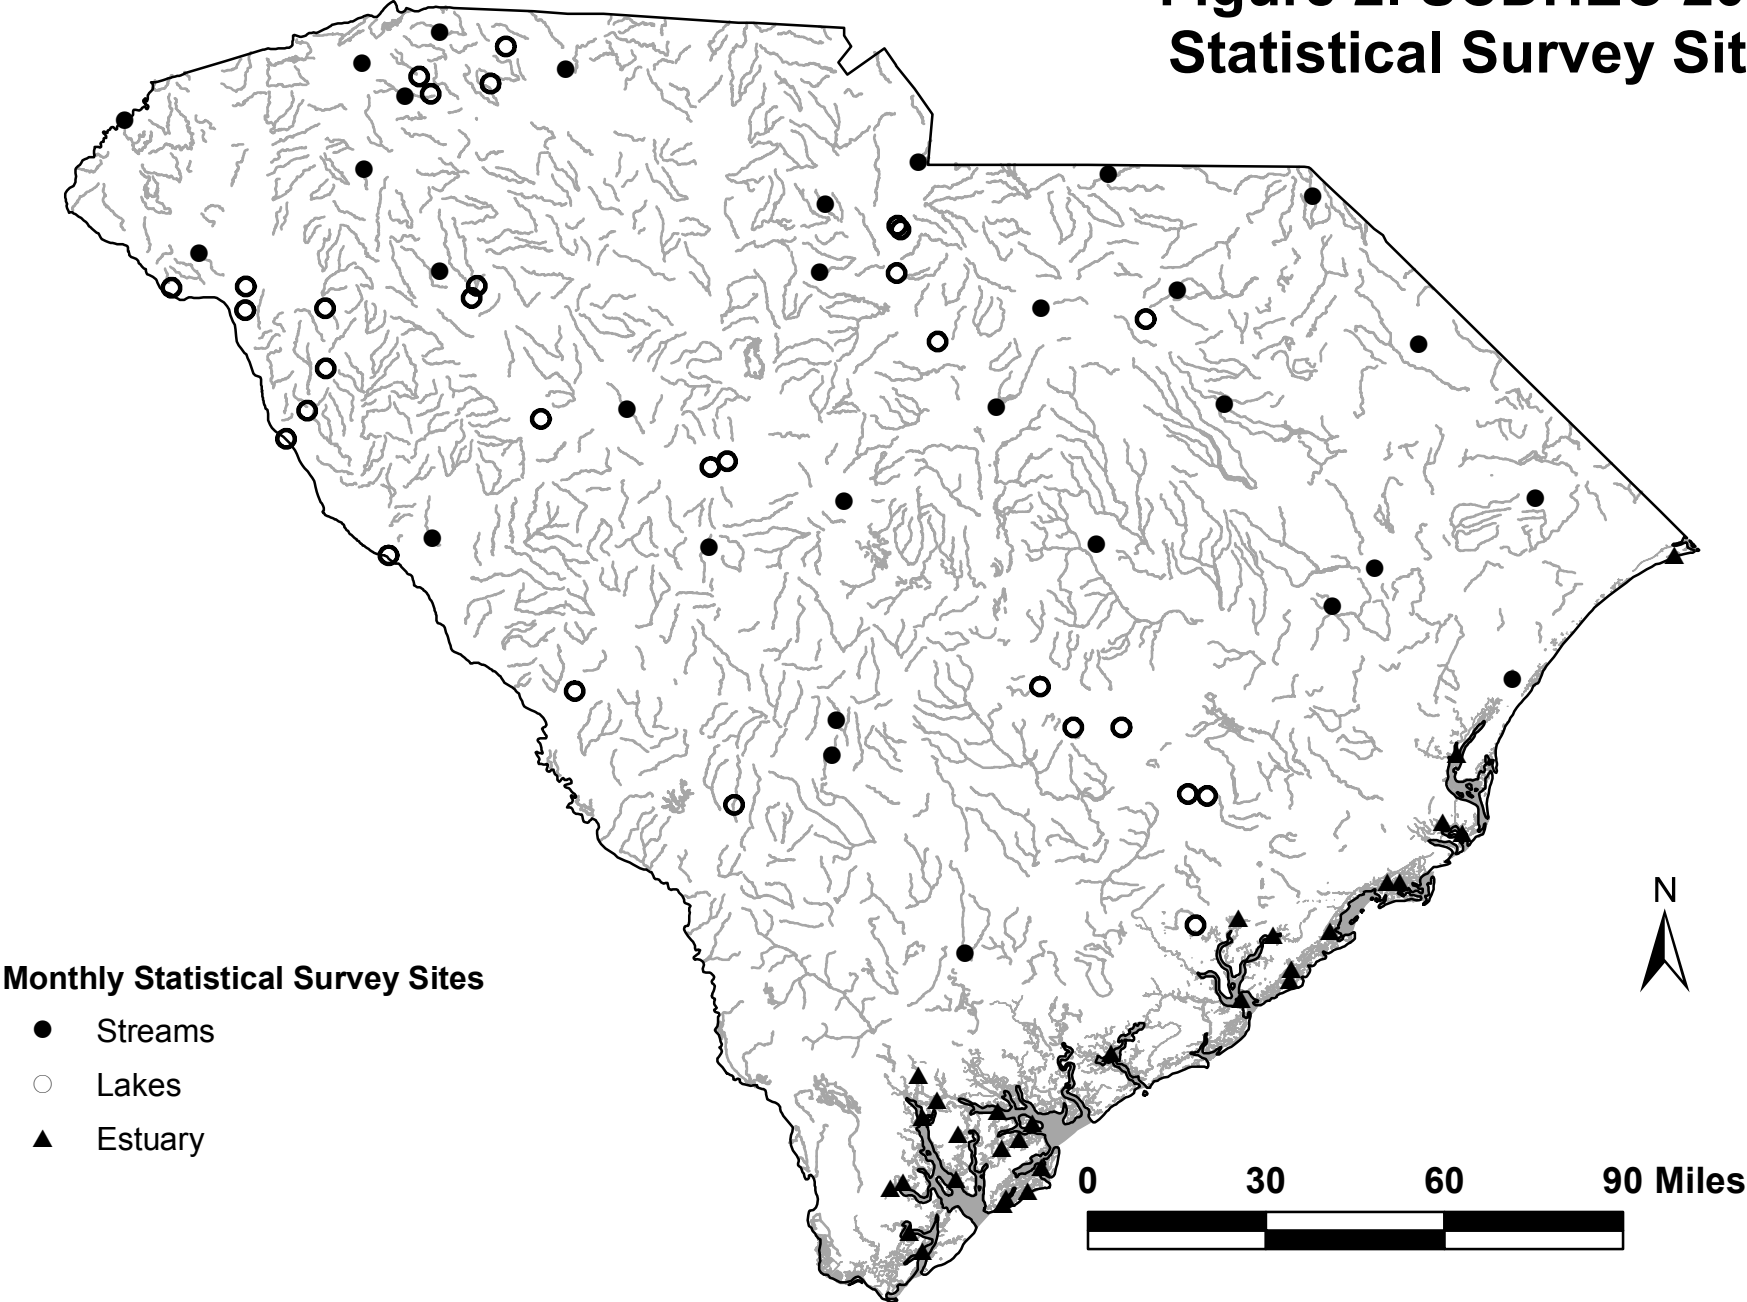 Statistical Survey Sit
N
Monthly Statistical Survey Sites
Streams
Lakes
Estuary
0 30 60 90 Miles